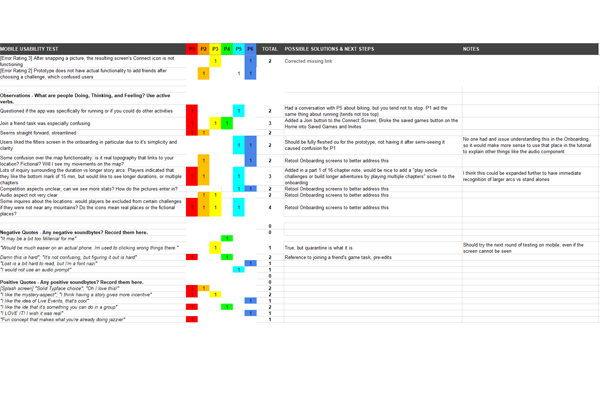 MOBILE USABILITY TEST P1 P2 P3 P4 P5 P6 TOTAL POSSIBLE SOLUTIONS & NEXT STEPS NOTES
[Error Rating 3] After snapping a picture, the resulting screen's Connect icon is not
functioning 1 1 2 Corrected missing link
[Error Rating 2] Prototype does not have actual functionality to add friends after
choosing a challenge, which confused users 1 1 1
Observations - What are people Doing, Thinking, and Feeling? Use active
verbs.
Questioned if the app was specifically for running or if you could do other activities 1 1 2 Had a conversation with P5 about biking, but you tend not to stop. P1 aid the
same thing about running (tends not too top)
Join a friend task was especially confusing 1 1 1 3 Added a Join button to the Connect Screen; Broke the saved games button on the
Home into Saved Games and Invites
Seems straight forward, streamlined 1 1 2
Users liked the filters screen in the onboarding in particular due to it's simplicity and
clarity 1 1 2 Should be fully fleshed ou for the prototype, not having it after semi-seeing it
caused confusion for P1
No one had and issue understanding this in the Onboarding,
so it would make more sense to use that place in the tutorial
to explain other things like the audio component
Some confusion over the map functionality: is it real topography that links to your
location? Fictional? Will I see my movements on the map? 1 1 2 Retool Onboarding screens to better address this
Lots of inquiry surrounding the duration vs longer story arcs: Players indicated that
they like the bottom mark of 15 min, but would like to see longer durations, or multiple
chapters 1 1 1 3 Added in a part 1 of 16 chapter note, would be nice to add a "play sincle
challenges or build longer adventures by playing multiple chapters" screen to the
onboarding
I think this could be expanded further to have immediate
recognition of larger arcs vs stand alones
Competition aspects unclear, can we see more stats? How do the pictures enter in? 1 1 2 Retool Onboarding screens to better address this
Audio aspect not very clear 1 1 2 Retool Onboarding screens to better address this
Some inquiries about the locations: would players be excluded from certain challenges
if they were not near any mountains? Do the icons mean real places or the fictional
places? 1 1 1 1 4 Retool Onboarding screens to better address this
0
Negative Quotes - Any negative soundbytes? Record them here. 0
"It may be a bit too Millenial for me" 1
"Would be much easier on an actual phone. Im used to clicking wrong things there." 1 1 True, but quarantine is what it is. Should try the next round of testing on mobile, even if the
screen cannot be seen
Damn this is hard"; "It's not confusing, but figuring it out is hard" 1 1 2 Reference to joining a friend's game task, pre-edits
"Lost is a bit hard to read, but I'm a font nazi" 1 1
"I would not use an audio prompt" 1 1
0
Positive Quotes - Any positive soundbytes? Record them here. 0
[Splash screen] "Solid Typface choice"; "Oh I love this!" 1 1 2
"I like the mystery-aspect"; "I think having a story gives more incentive" 1 1 2
"I like the idea of Live Events, that's cool" 1 1
"I like the idea that it's something you can do in a group" 1 1 2
"I LOVE IT! I wish it was real" 1 1
"Fun concept that makes what you're already doing jazzier" 1 1